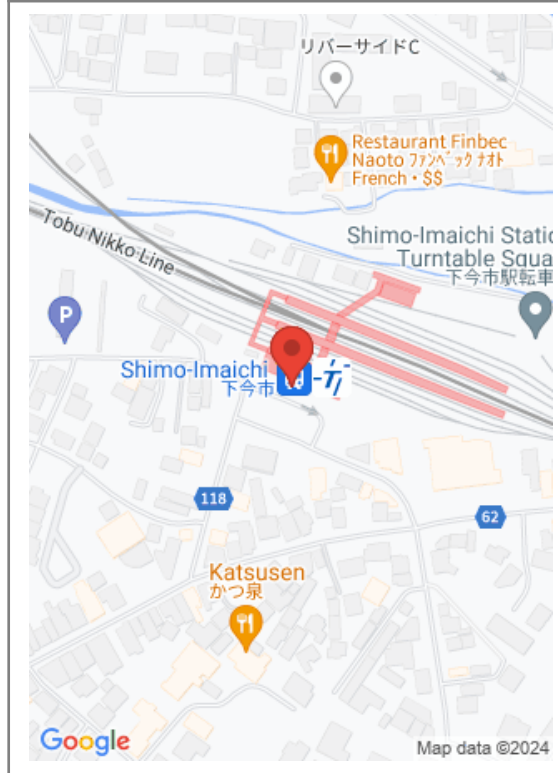 リバーサイドC
Restaurant Finbec
Naoto ファンベック ナオト
French・$$
Tobu Nikko Line
Shimo-Imaichi Static
Turntable Squa
下今市駅転車
P
Shimo-Imaichi
下今市
118
62
Katsusen
かつ泉
Google
Map data ©2024